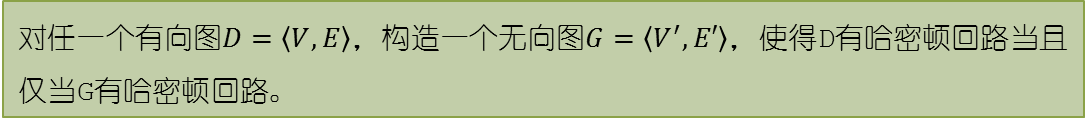 对任一个有向图D = ⟨V, E⟩，构造一个无向图G = ⟨V′, E′⟩，使得D有哈密顿回路当且
仅当G有哈密顿回路。